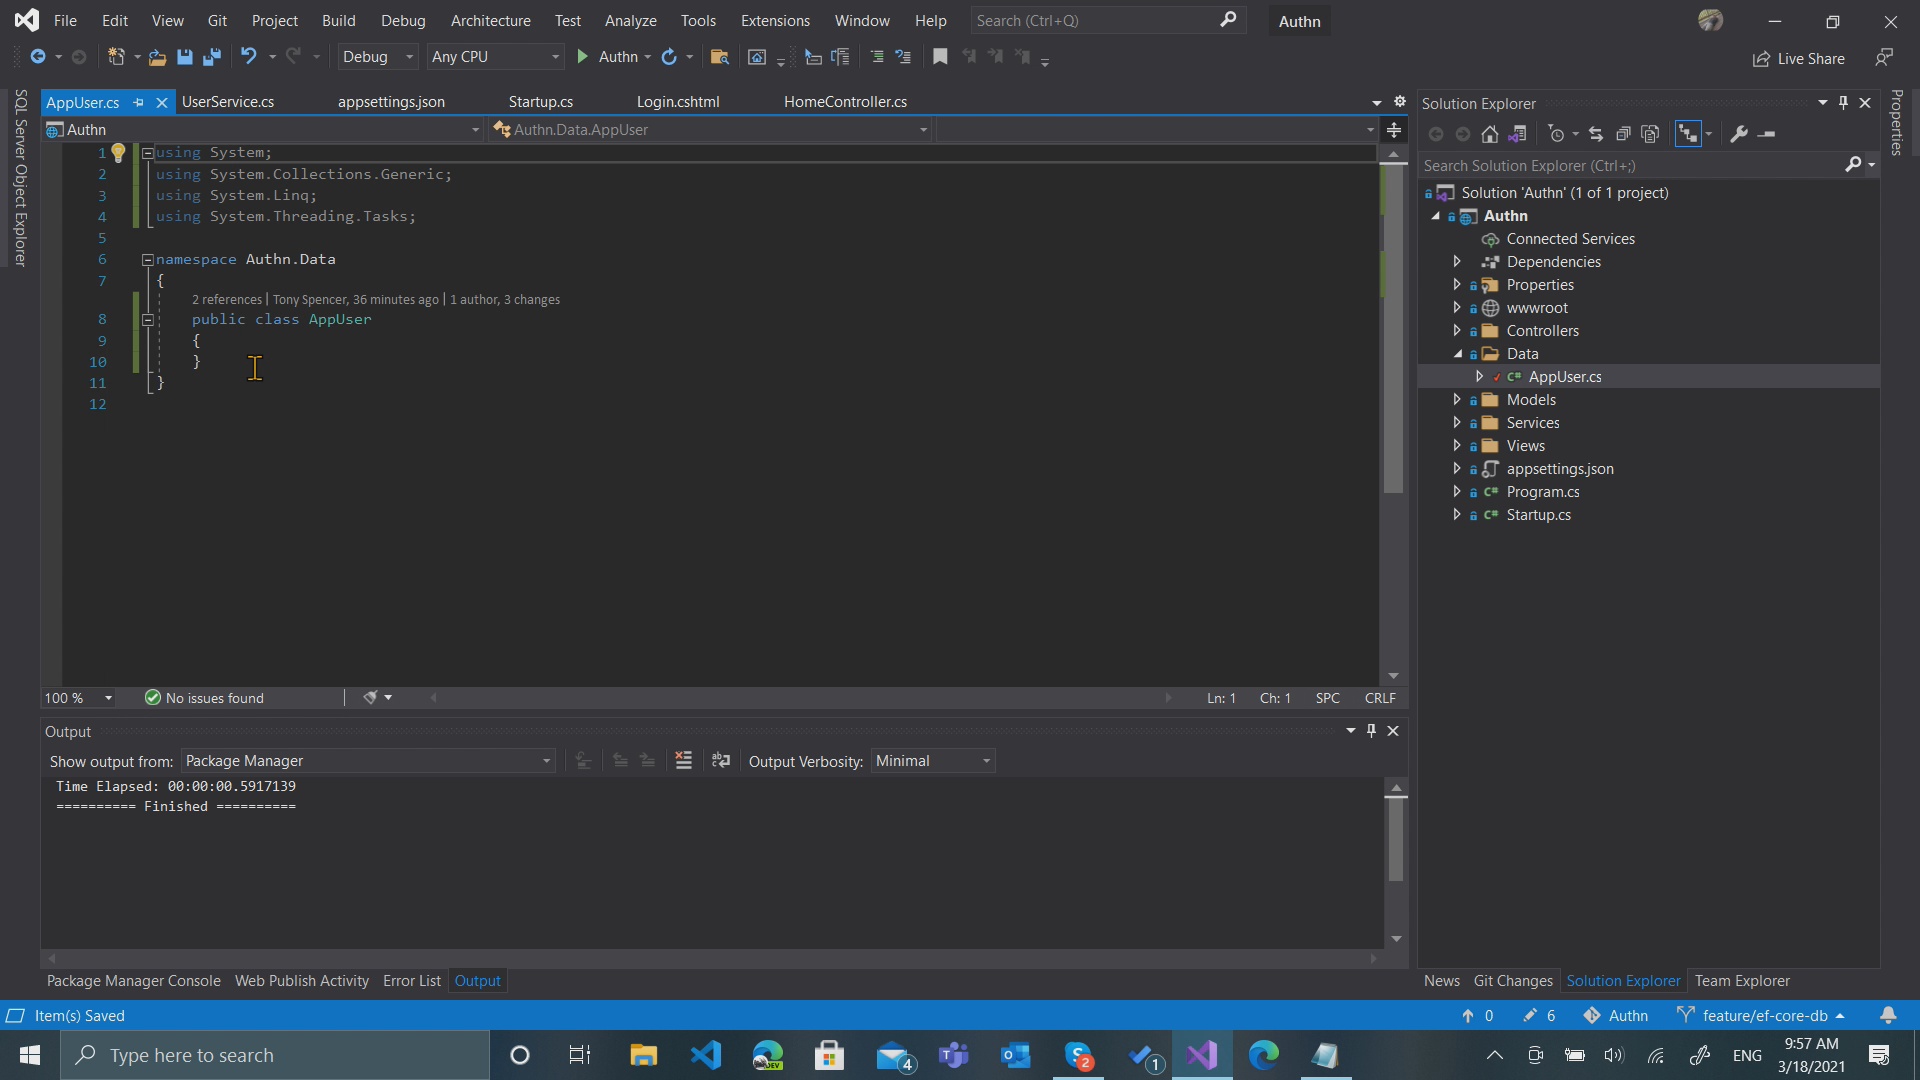 File Edit View Git Project Build Debug Architecture Test Analyze Tools Extensions Window Help Search (Ctrl+Q) Authn
Debug Any CPU Authn Live Share
SQL Server Object Explorer
AppUser.cs UserService.cs appsettings.json Startup.cs Login.cshtml HomeController.cs
Authn Authn.Data.AppUser
1 using System;
2 using System.Collections.Generic;
3 using System.Linq;
4 using System.Threading.Tasks;
5
6 namespace Authn.Data
7 {
2 references | Tony Spencer, 36 minutes ago | 1 author, 3 changes
8 public class AppUser
9 {
10 }
11 }
12
100 % No issues found Ln: 1 Ch: 1 SPC CRLF
Output
Show output from: Package Manager Output Verbosity: Minimal
Time Elapsed: 00:00:00.5917139
========== Finished ==========
Package Manager Console Web Publish Activity Error List Output
Solution Explorer
Search Solution Explorer (Ctrl+;)
Solution 'Authn' (1 of 1 project)
Authn
Connected Services
Dependencies
Properties
wwwroot
Controllers
Data
C# AppUser.cs
Models
Services
Views
appsettings.json
C# Program.cs
C# Startup.cs
News Git Changes Solution Explorer Team Explorer
Properties
Item(s) Saved 0 6 Authn feature/ef-core-db
Type here to search DEV 4 2 1 ENG 9:57 AM
3/18/2021